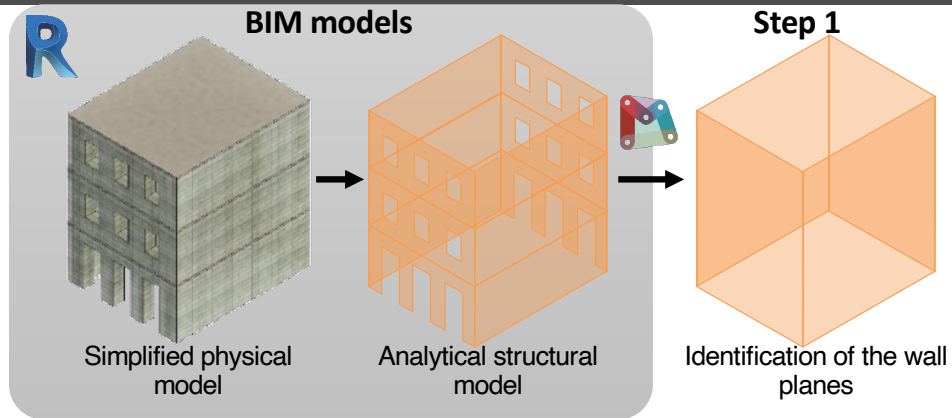 BIM models
Step 1
Simplified physical
model
Analytical structural
model
Identification of the wall
planes